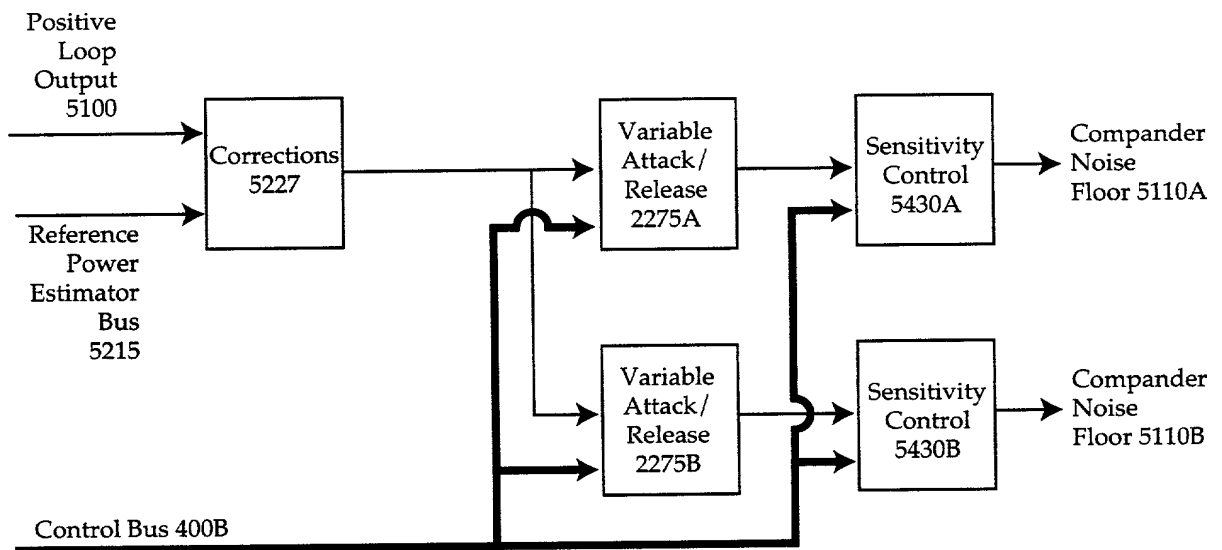 Positive
Loop
Output
5100
Corrections
5227
Reference
Power
Estimator
Bus
5215
Variable
Attack/
Release
2275A
Sensitivity
Control
5430A
Compander
Noise
Floor 5110A
Variable
Attack/
Release
2275B
Sensitivity
Control
5430B
Compander
Noise
Floor 5110B
Control Bus 400B